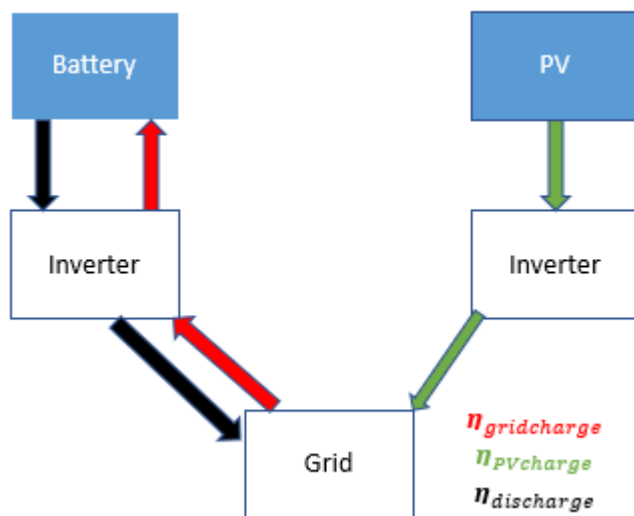 Battery
PV
Inverter
Inverter
Grid
η_gridcharge
η_PVcharge
η_discharge